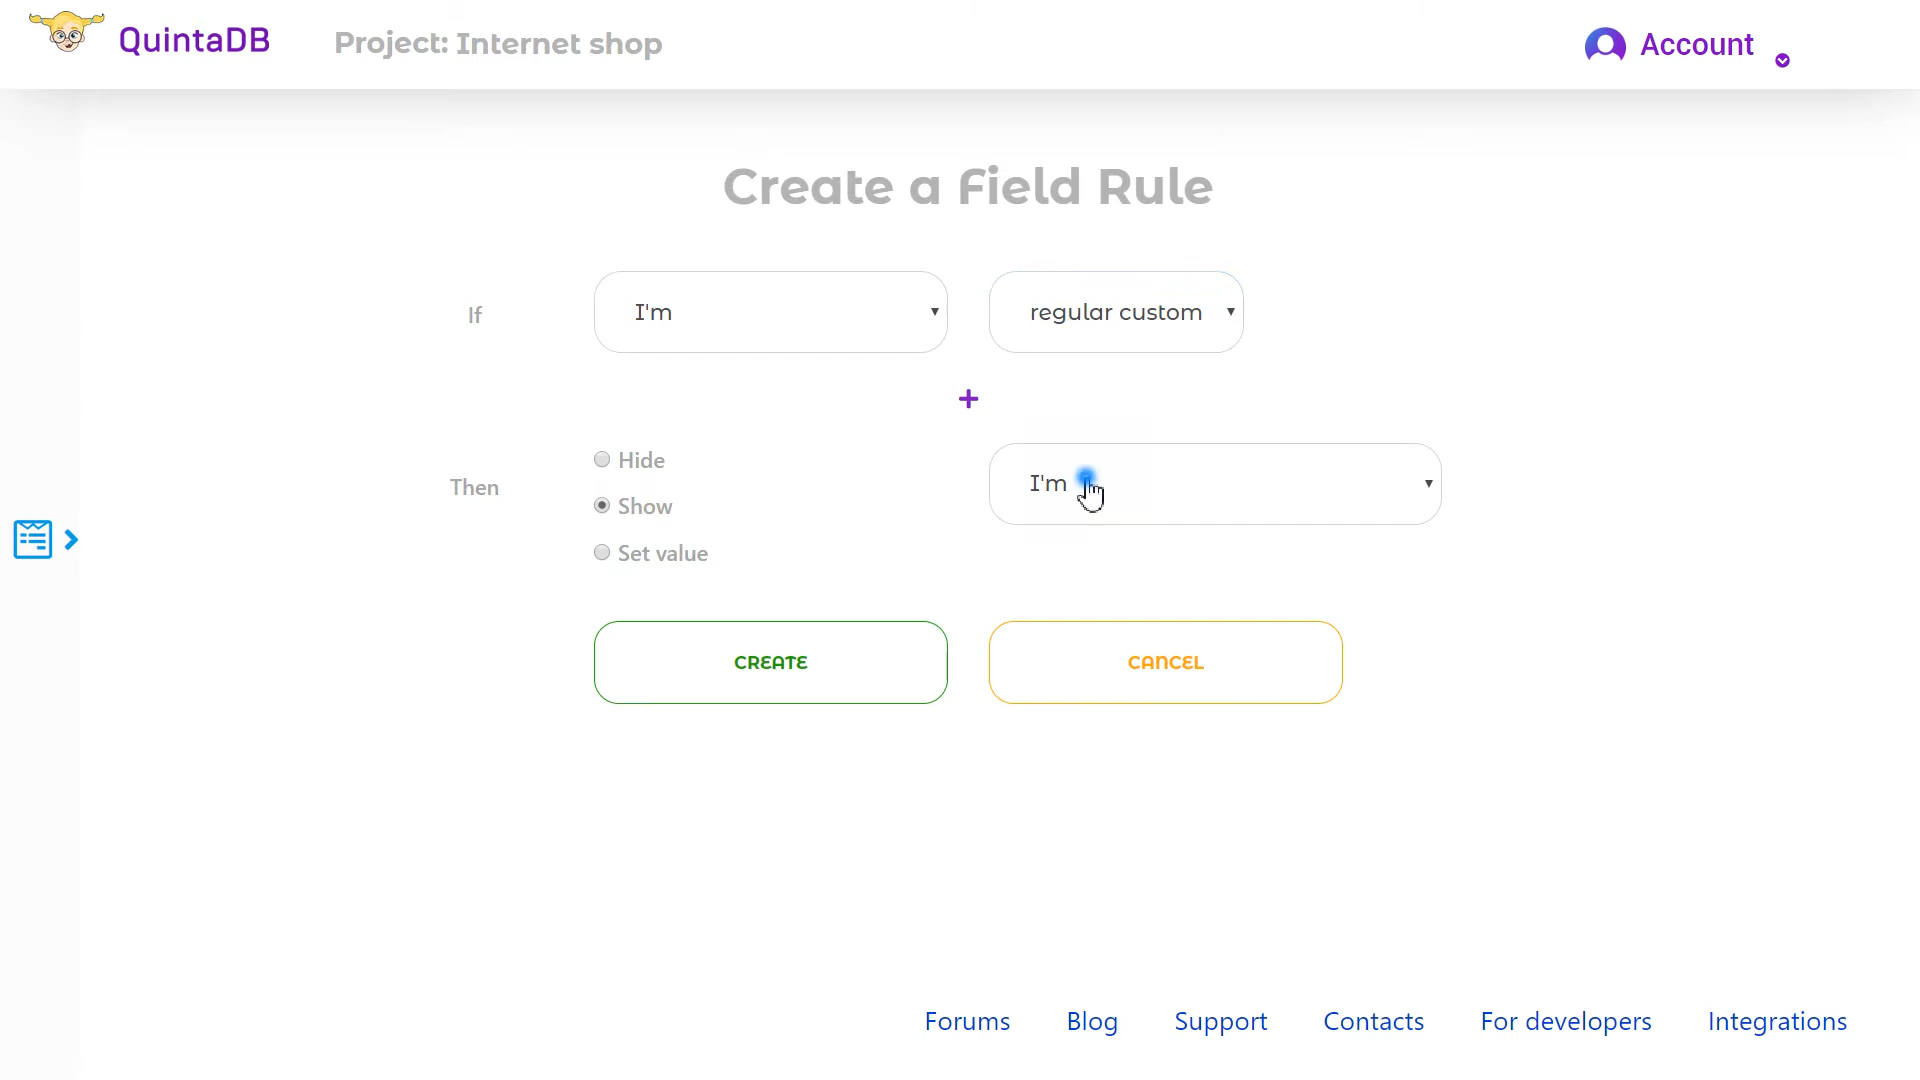 QuintaDB
Project: Internet shop
Account
Create a Field Rule
If
I'm
regular custom
+
Then
Hide
Show
Set value
I'm
CREATE
CANCEL
Forums
Blog
Support
Contacts
For developers
Integrations